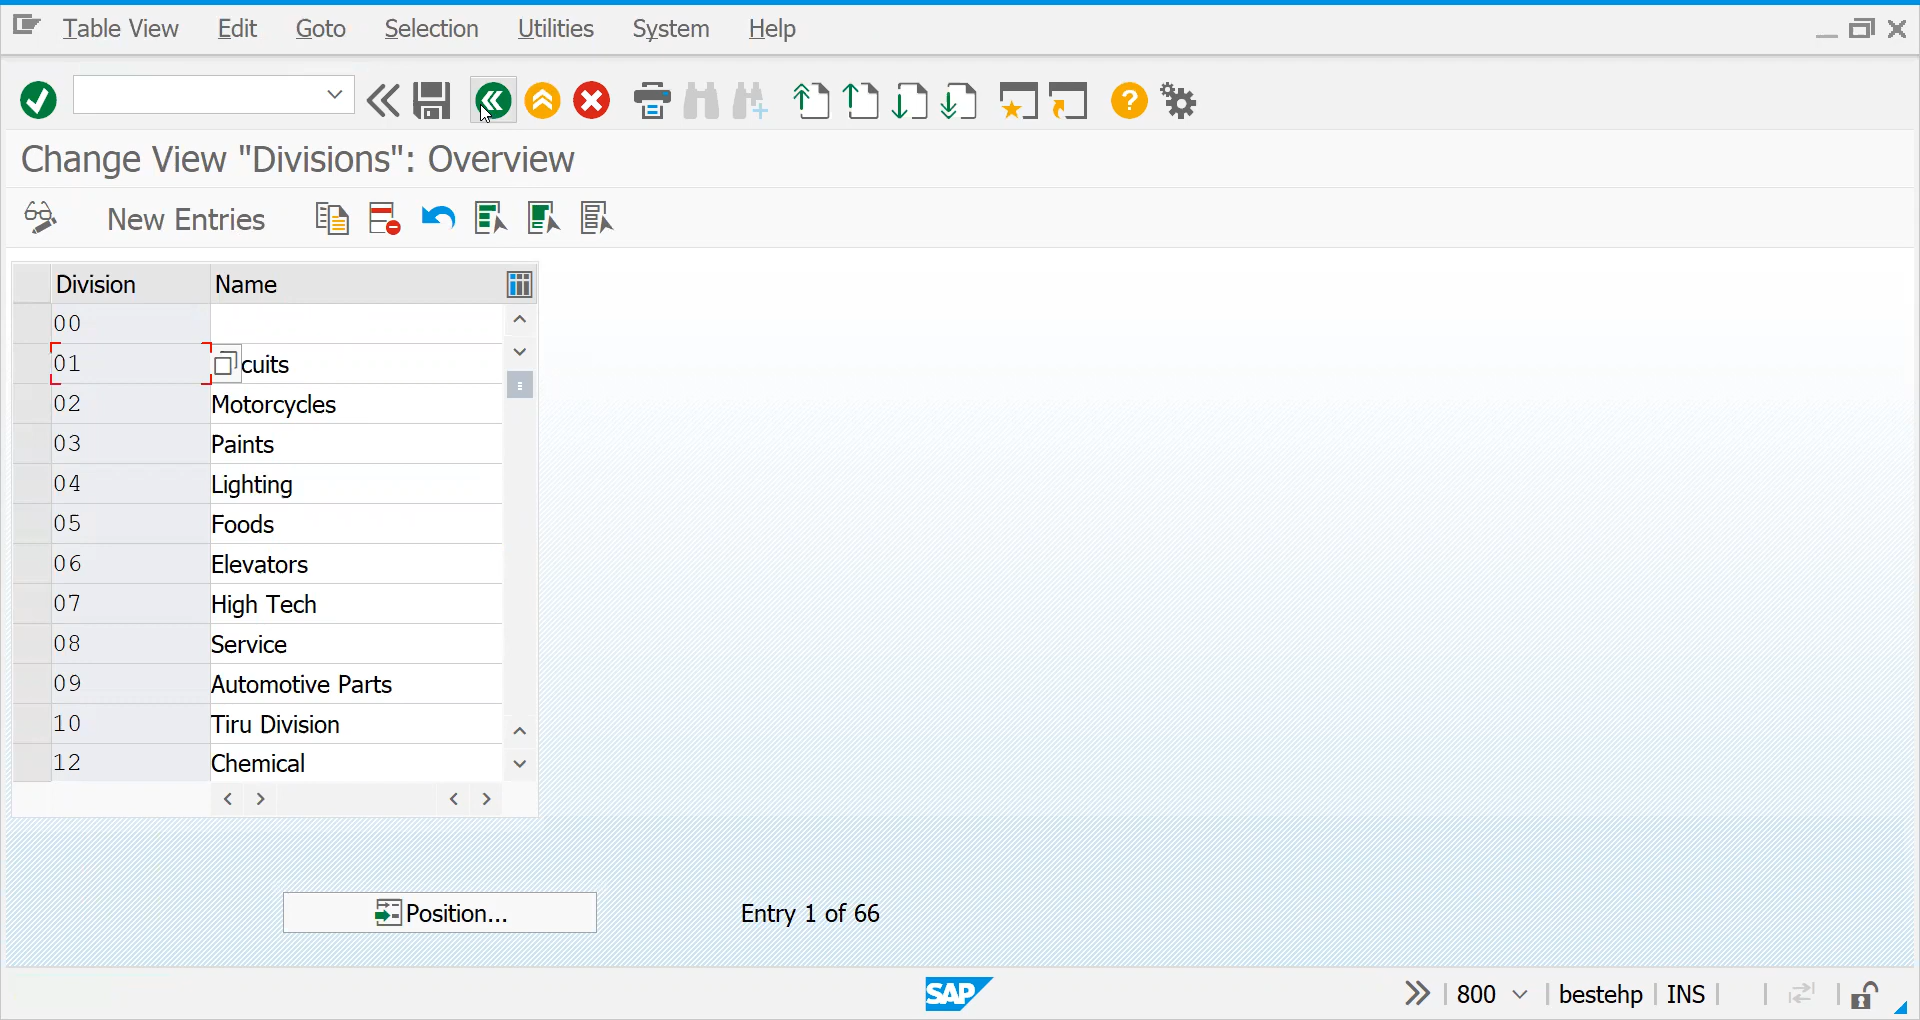 Table View Edit Goto Selection Utilities System Help
Change View "Divisions": Overview
New Entries
Division Name
00
01 cuits
02 Motorcycles
03 Paints
04 Lighting
05 Foods
06 Elevators
07 High Tech
08 Service
09 Automotive Parts
10 Tiru Division
12 Chemical
Position... Entry 1 of 66
SAP 800 bestehp INS